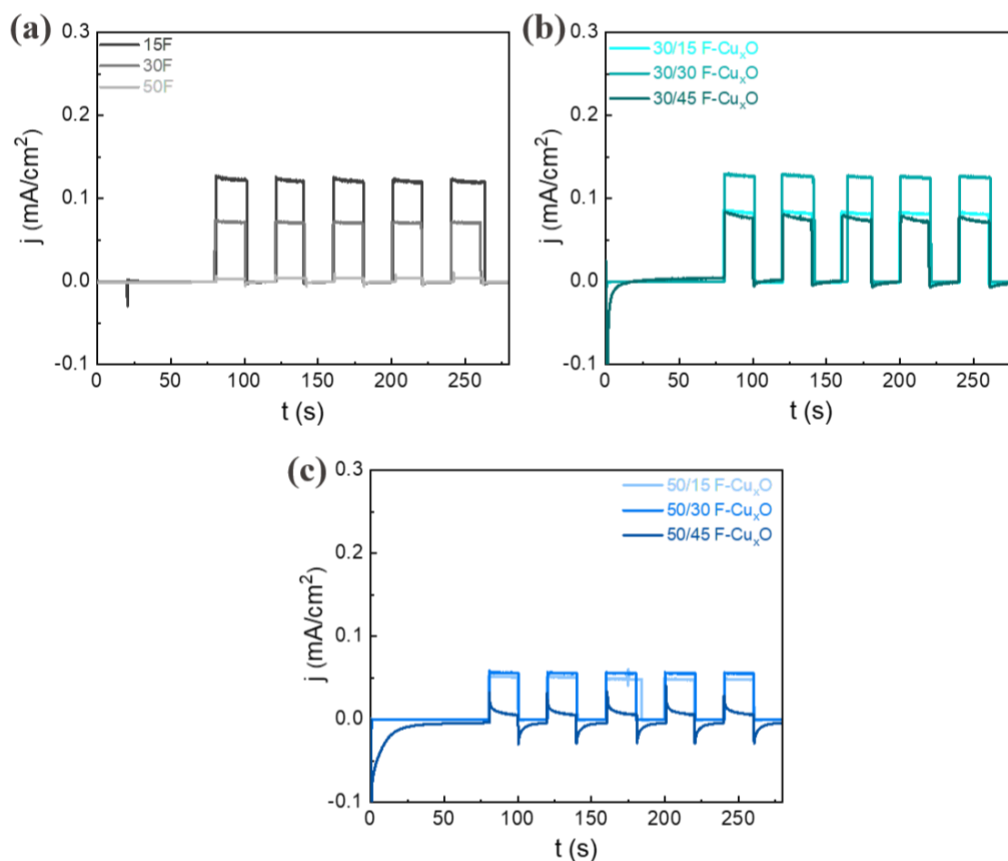 (a)
15F
30F
50F
j (mA/cm²)
0.3
0.2
0.1
0.0
-0.1
0 50 100 150 200 250
t (s)
(b)
30/15 F-CuₓO
30/30 F-CuₓO
30/45 F-CuₓO
j (mA/cm²)
0.3
0.2
0.1
0.0
-0.1
0 50 100 150 200 250
t (s)
(c)
50/15 F-CuₓO
50/30 F-CuₓO
50/45 F-CuₓO
j (mA/cm²)
0.3
0.2
0.1
0.0
-0.1
0 50 100 150 200 250
t (s)